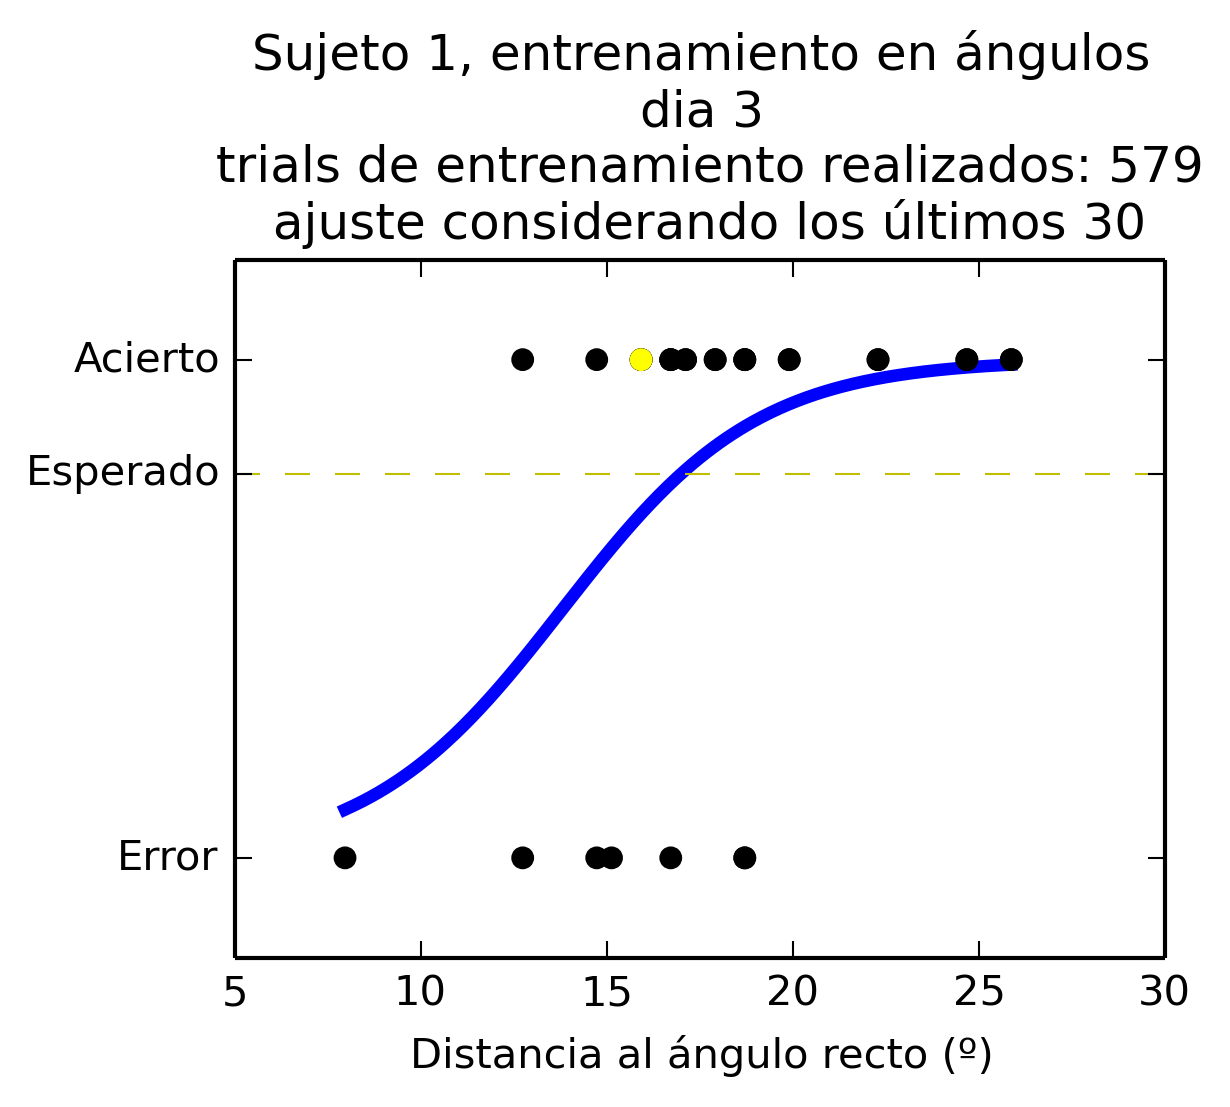 Sujeto 1, entrenamiento en ángulos
dia 3
trials de entrenamiento realizados: 579
ajuste considerando los últimos 30
Acierto
Esperado
Error
5 10 15 20 25 30
Distancia al ángulo recto (º)